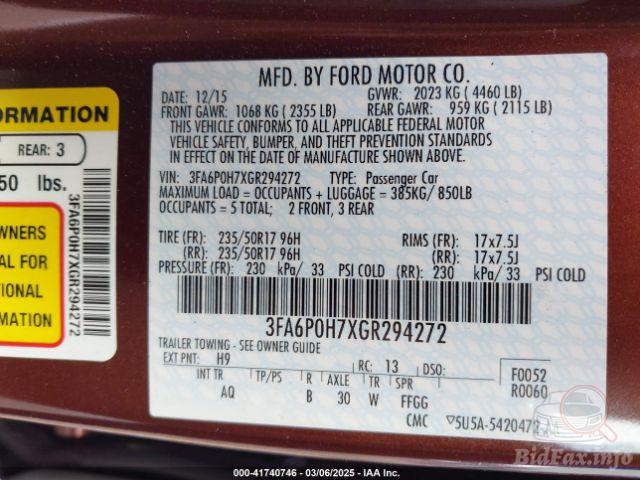 FORMATION
REAR: 3
50 lbs.
WNERS
AL FOR
TIONAL
RMATION
3FA6P0H7XGR294272
MFD. BY FORD MOTOR CO.
DATE: 12/15 GVWR: 2023 KG ( 4460 LB)
FRONT GAWR: 1068 KG ( 2355 LB) REAR GAWR: 959 KG ( 2115 LB)
THIS VEHICLE CONFORMS TO ALL APPLICABLE FEDERAL MOTOR
VEHICLE SAFETY, BUMPER, AND THEFT PREVENTION STANDARDS
IN EFFECT ON THE DATE OF MANUFACTURE SHOWN ABOVE.
VIN: 3FA6P0H7XGR294272 TYPE: Passenger Car
MAXIMUM LOAD = OCCUPANTS + LUGGAGE = 385KG/ 850LB
OCCUPANTS = 5 TOTAL; 2 FRONT, 3 REAR
TIRE (FR): 235/50R17 96H RIMS (FR): 17x7.5J
(RR): 235/50R17 96H (RR): 17x7.5J
PRESSURE (FR): 230 kPa/ 33 PSI COLD (RR): 230 kPa/ 33 PSI COLD
3FA6P0H7XGR294272
TRAILER TOWING - SEE OWNER GUIDE
EXT PNT: H9 RC: 13 DSO: F0052
INT TR TP/PS R AXLE TR SPR R0060
AQ B 30 W FFGG
CMC ▽5U5A-5420472
000-41740746 - 03/06/2025 - IAA Inc.
BidFax.info